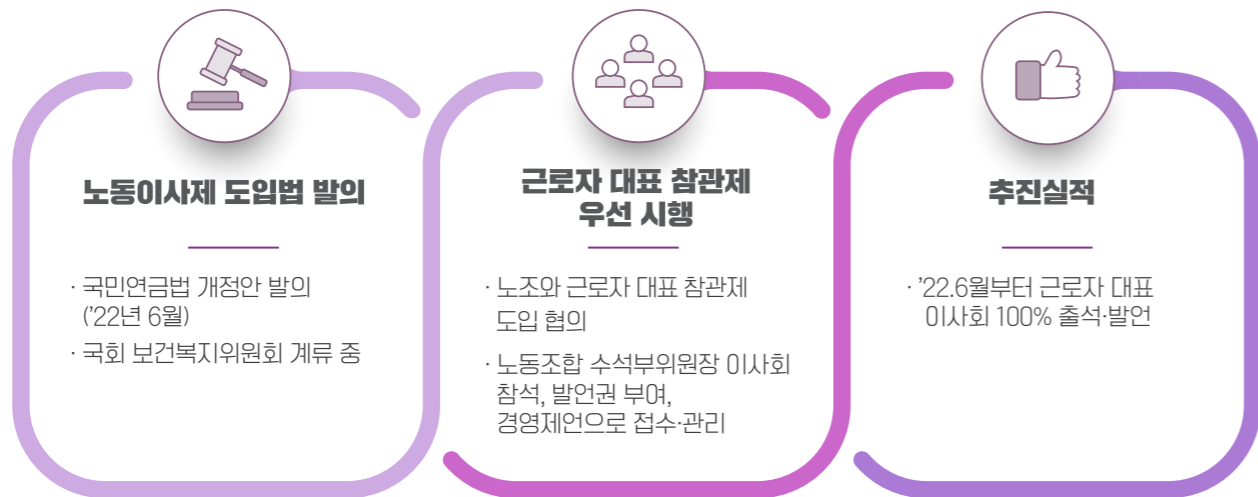 노동이사제 도입법 발의
· 국민연금법 개정안 발의
('22년 6월)
· 국회 보건복지위원회 계류 중
근로자 대표 참관제
우선 시행
· 노조와 근로자 대표 참관제
도입 협의
· 노동조합 수석부위원장 이사회
참석, 발언권 부여,
경영제언으로 접수·관리
추진실적
· '22.6월부터 근로자 대표
이사회 100% 출석·발언